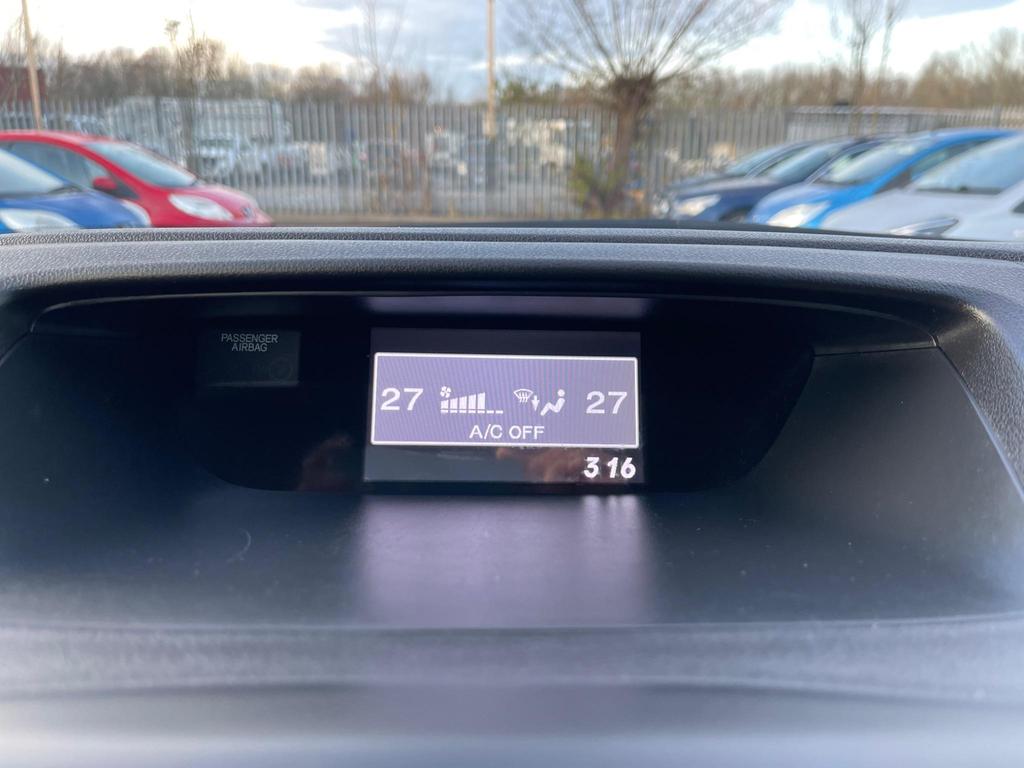 PASSENGER
AIRBAG
27 27
A/C OFF
3 16